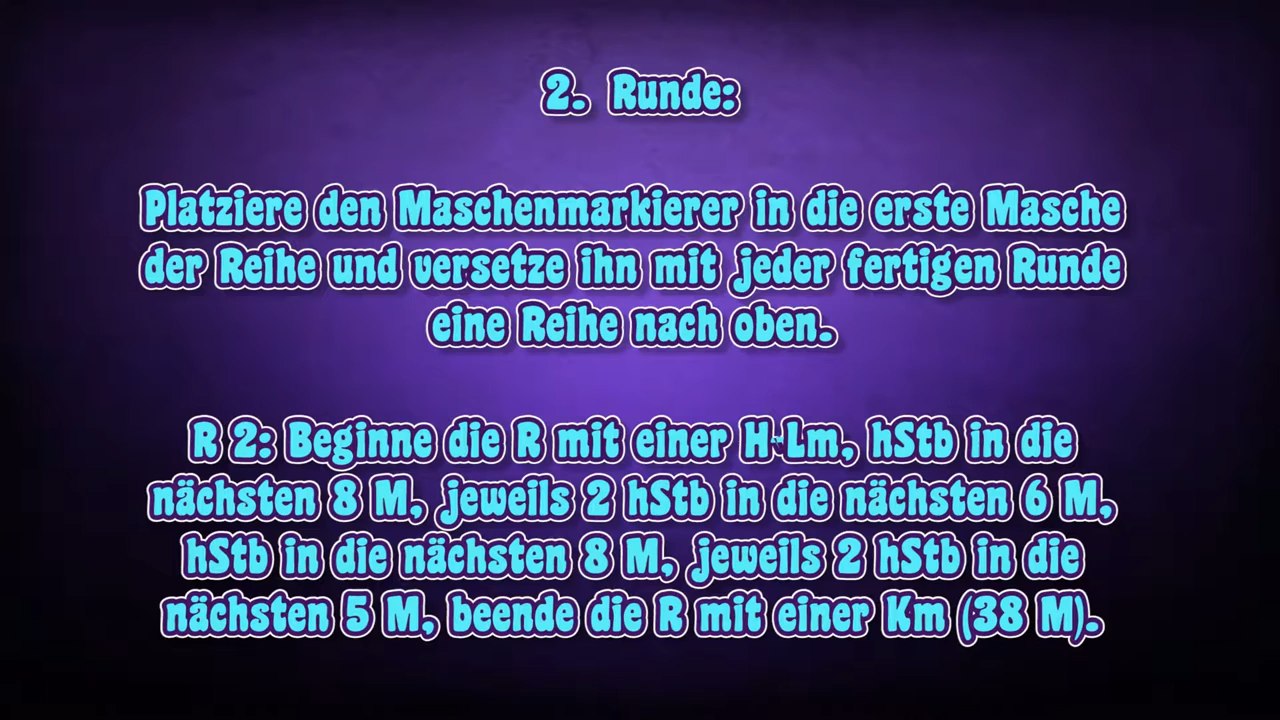 2. Runde:
Platziere den Maschenmarkierer in die erste Masche
der Reihe und versetze ihn mit jeder fertigen Runde
eine Reihe nach oben.
R 2: Beginne die R mit einer H-Lm, hStb in die
nächsten 8 M, jeweils 2 hStb in die nächsten 6 M,
hStb in die nächsten 8 M, jeweils 2 hStb in die
nächsten 5 M, beende die R mit einer Km (38 M).